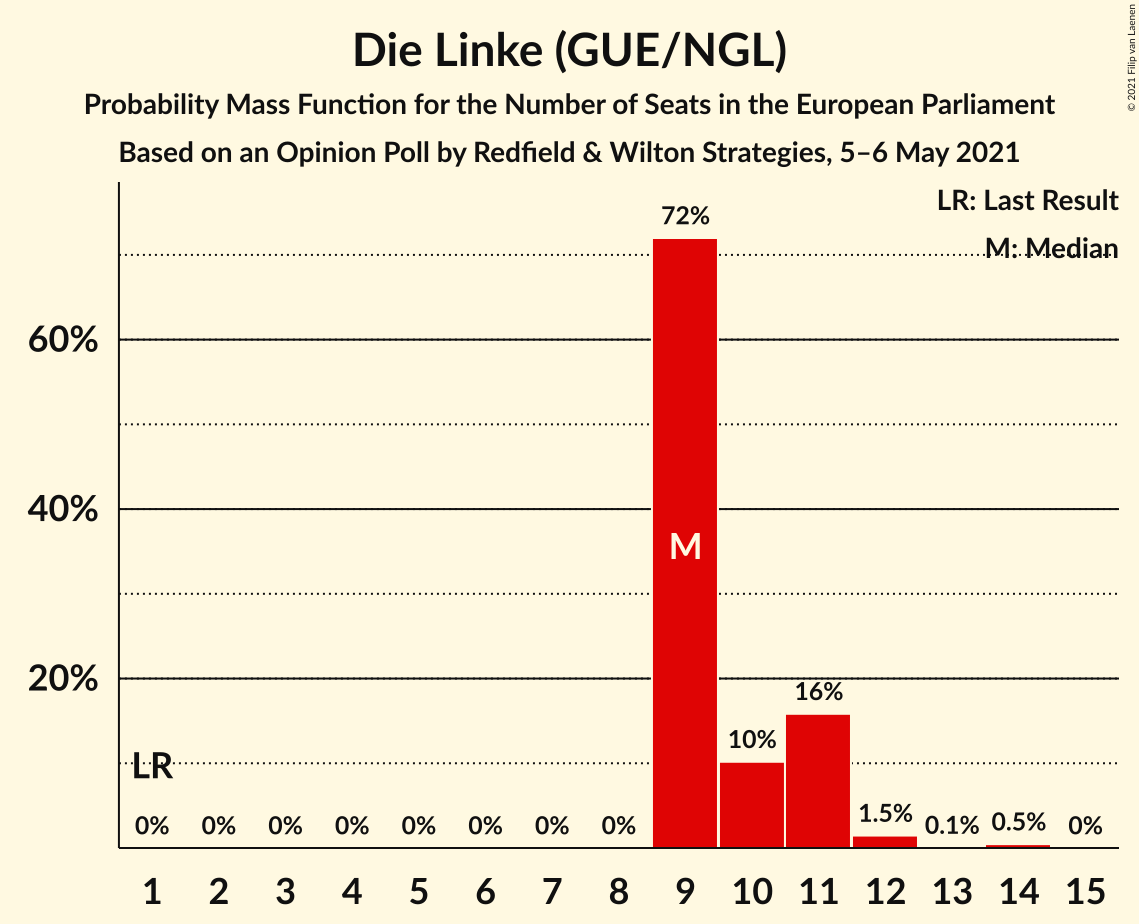 Die Linke (GUE/NGL)
Probability Mass Function for the Number of Seats in the European Parliament
Based on an Opinion Poll by Redfield & Wilton Strategies, 5–6 May 2021
© 2021 Filip van Laenen
LR: Last Result
M: Median
72%
60%
40%
M
20%
16%
10%
LR
0% 0% 0% 0% 0% 0% 0% 0% 1.5% 0.1% 0.5% 0%
1 2 3 4 5 6 7 8 9 10 11 12 13 14 15